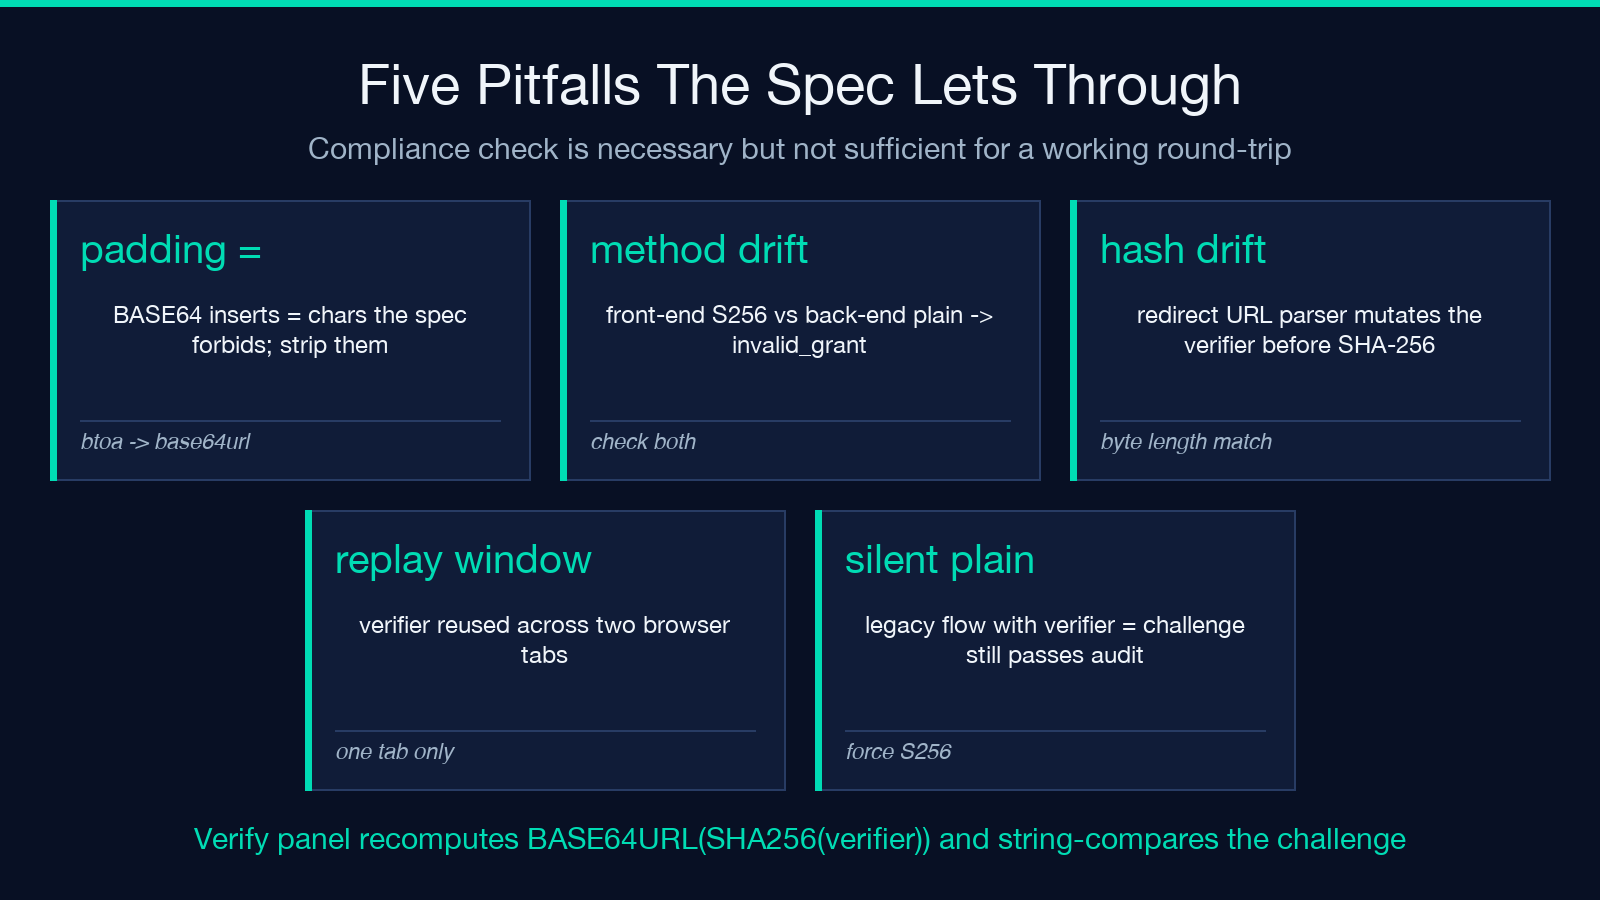 Five Pitfalls The Spec Lets Through
Compliance check is necessary but not sufficient for a working round-trip
padding =
BASE64 inserts = chars the spec
forbids; strip them
btoa -> base64url
method drift
front-end S256 vs back-end plain ->
invalid_grant
check both
hash drift
redirect URL parser mutates the
verifier before SHA-256
byte length match
replay window
verifier reused across two browser
tabs
one tab only
silent plain
legacy flow with verifier = challenge
still passes audit
force S256
Verify panel recomputes BASE64URL(SHA256(verifier)) and string-compares the challenge